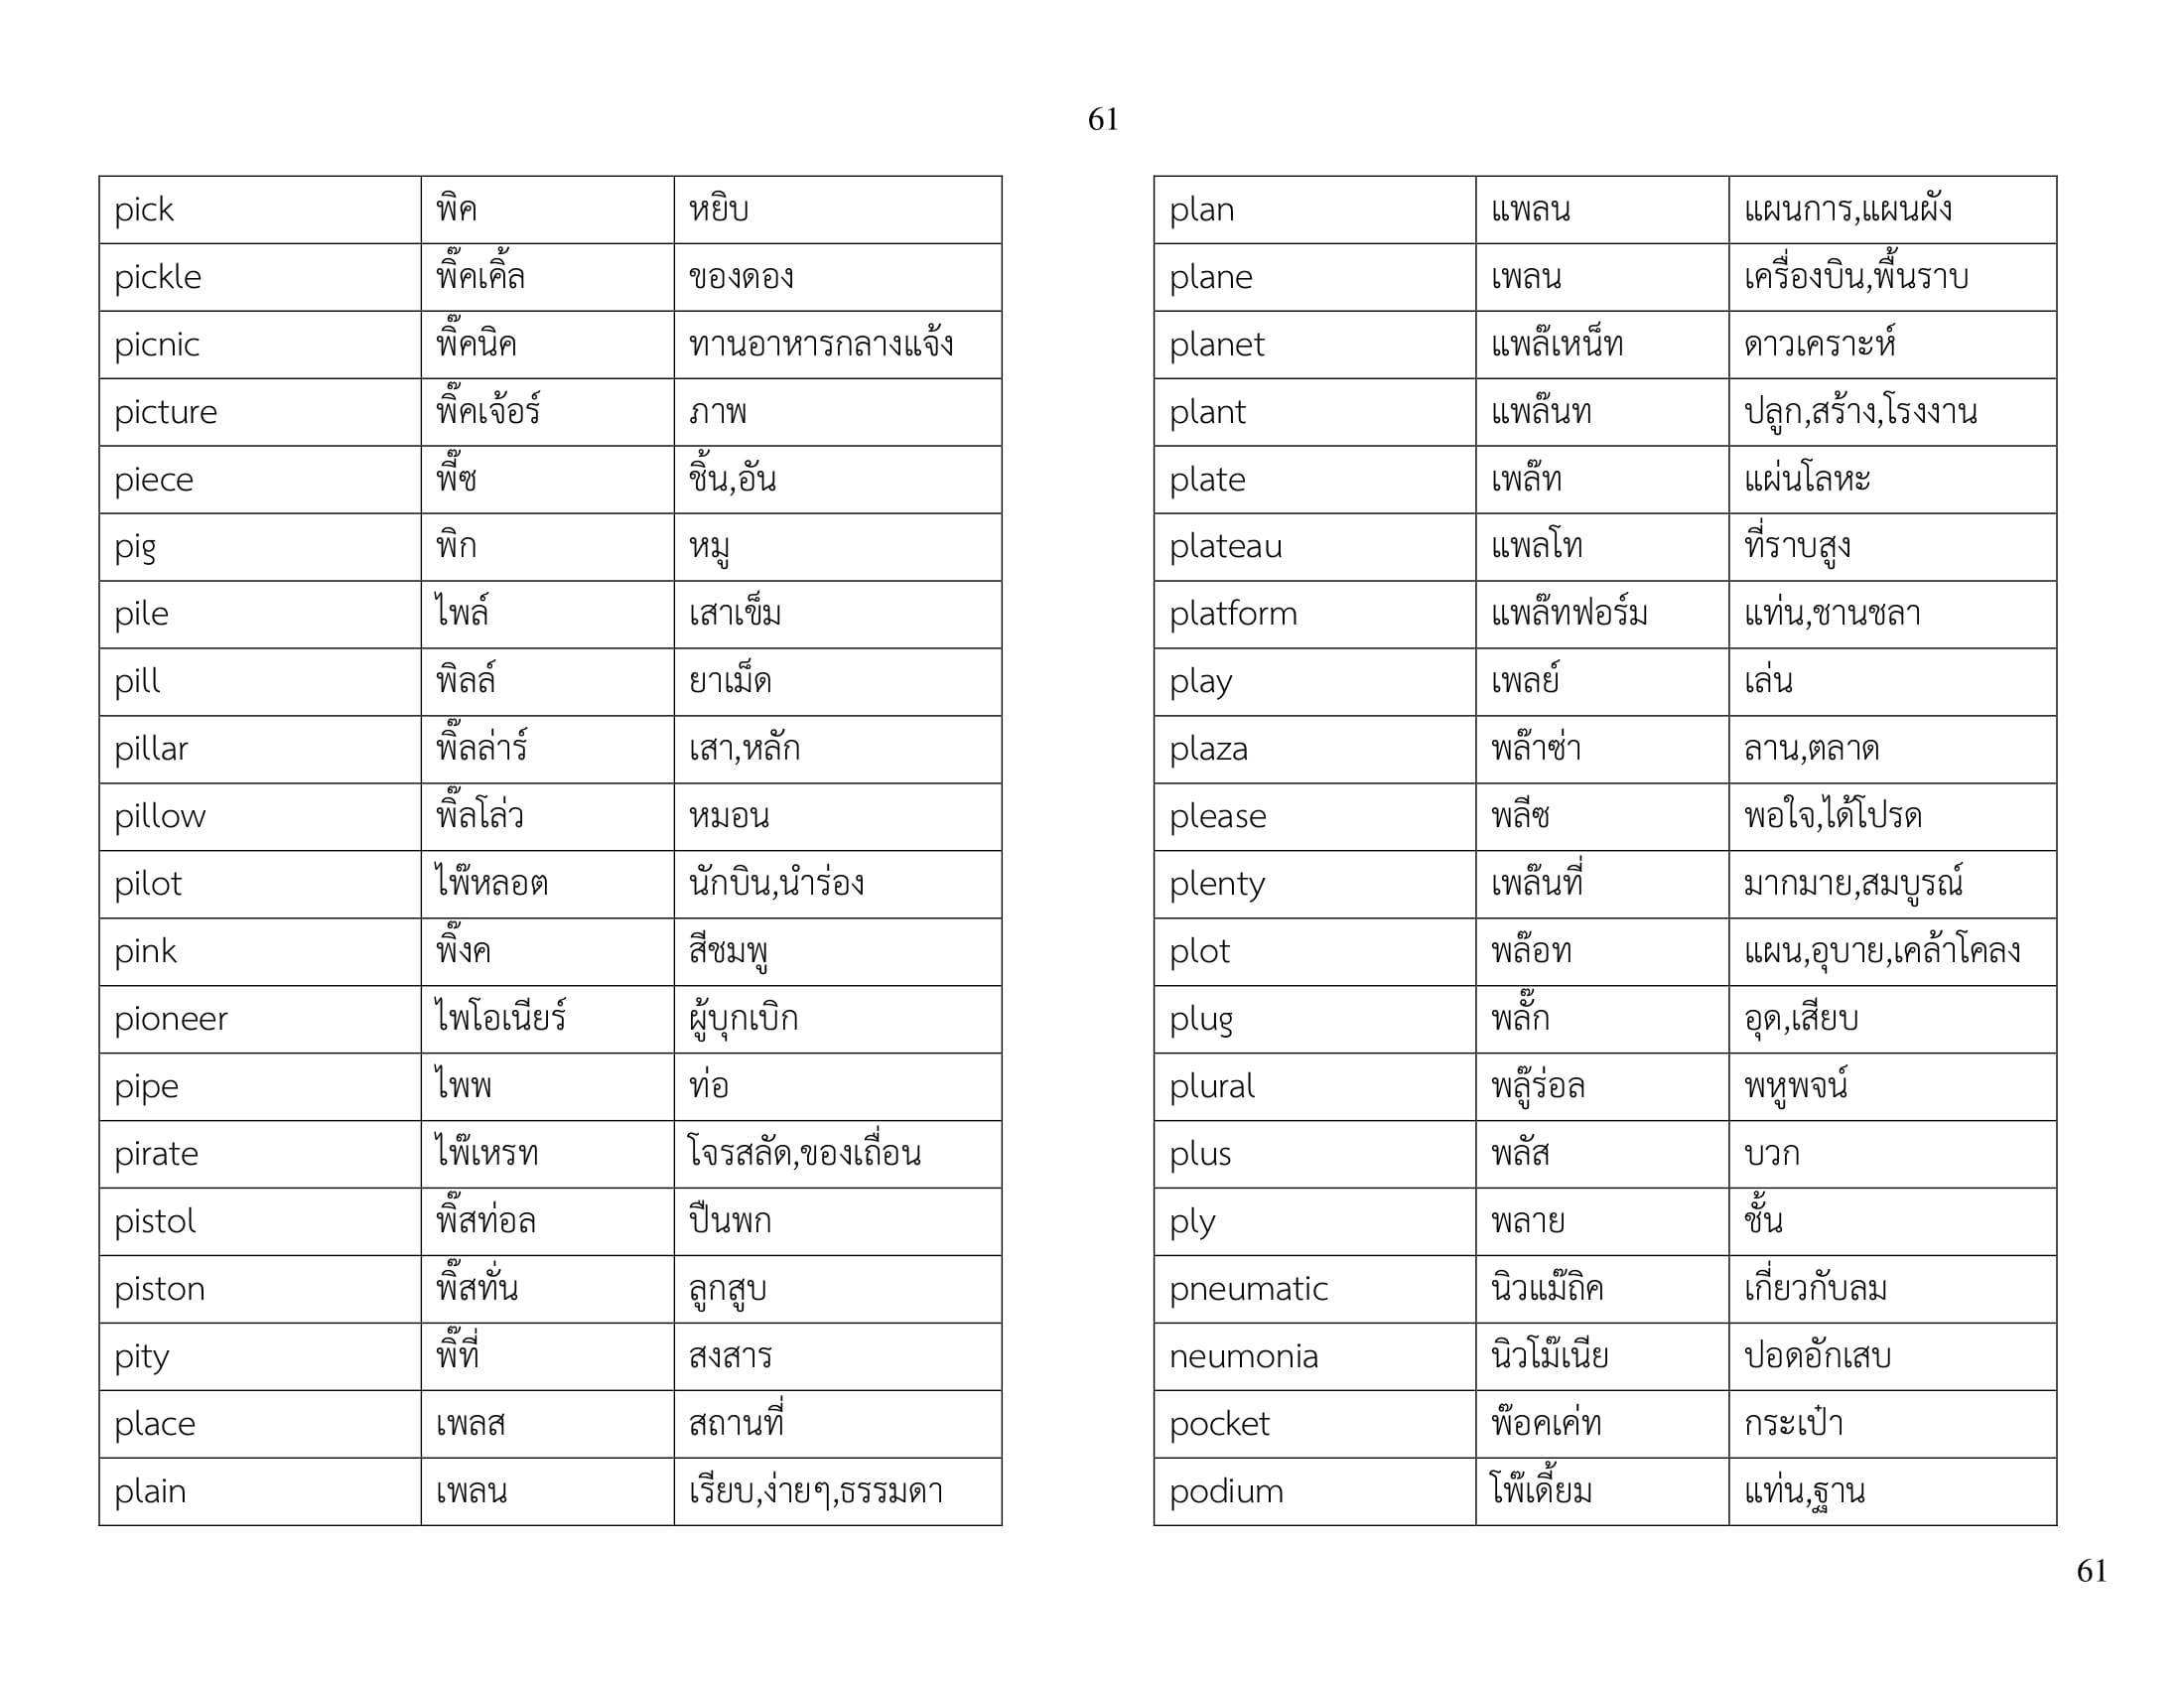 61
pick พิค หยิบ
pickle พิ๊คเคิ้ล ของดอง
picnic พิ๊คนิค ทานอาหารกลางแจ้ง
picture พิ๊คเจ้อร์ ภาพ
piece พี๊ซ ชิ้น,อัน
pig พิก หมู
pile ไพล์ เสาเข็ม
pill พิลล์ ยาเม็ด
pillar พิ๊ลล่าร์ เสา,หลัก
pillow พิ๊ลโล่ว หมอน
pilot ไพ๊หลอต นักบิน,นำร่อง
pink พิ๊งค สีชมพู
pioneer ไพโอเนียร์ ผู้บุกเบิก
pipe ไพพ ท่อ
pirate ไพ๊เหรท โจรสลัด,ของเถื่อน
pistol พิ๊สท่อล ปืนพก
piston พิ๊สทั่น ลูกสูบ
pity พิ๊ที่ สงสาร
place เพลส สถานที่
plain เพลน เรียบ,ง่ายๆ,ธรรมดา
plan แพลน แผนการ,แผนผัง
plane เพลน เครื่องบิน,พื้นราบ
planet แพล๊เหน็ท ดาวเคราะห์
plant แพล๊นท ปลูก,สร้าง,โรงงาน
plate เพล๊ท แผ่นโลหะ
plateau แพลโท ที่ราบสูง
platform แพล๊ทฟอร์ม แท่น,ชานชลา
play เพลย์ เล่น
plaza พล๊าซ่า ลาน,ตลาด
please พลีซ พอใจ,ได้โปรด
plenty เพล๊นที่ มากมาย,สมบูรณ์
plot พล๊อท แผน,อุบาย,เคล้าโคลง
plug พลั๊ก อุด,เสียบ
plural พลู๊ร่อล พหูพจน์
plus พลัส บวก
ply พลาย ชั้น
pneumatic นิวแม๊ถิค เกี่ยวกับลม
neumonia นิวโม๊เนีย ปอดอักเสบ
pocket พ๊อคเค่ท กระเป๋า
podium โพ๊เดี้ยม แท่น,ฐาน
61